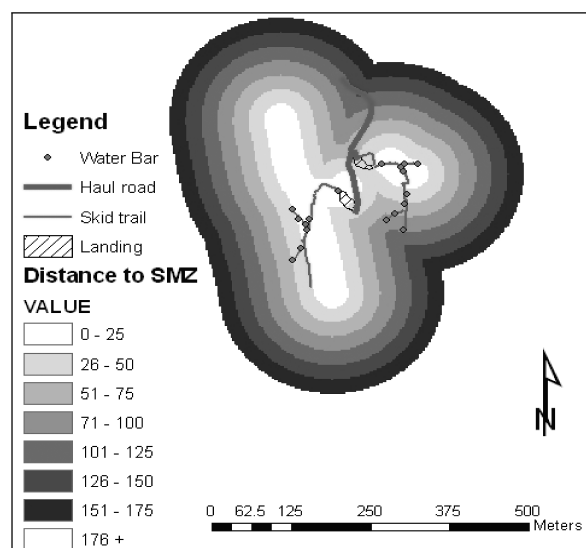 Legend
Water Bar
Haul road
Skid trail
Landing
Distance to SMZ
VALUE
0 - 25
26 - 50
51 - 75
71 - 100
101 - 125
126 - 150
151 - 175
176 +
N
0 62.5 125 250 375 500
Meters